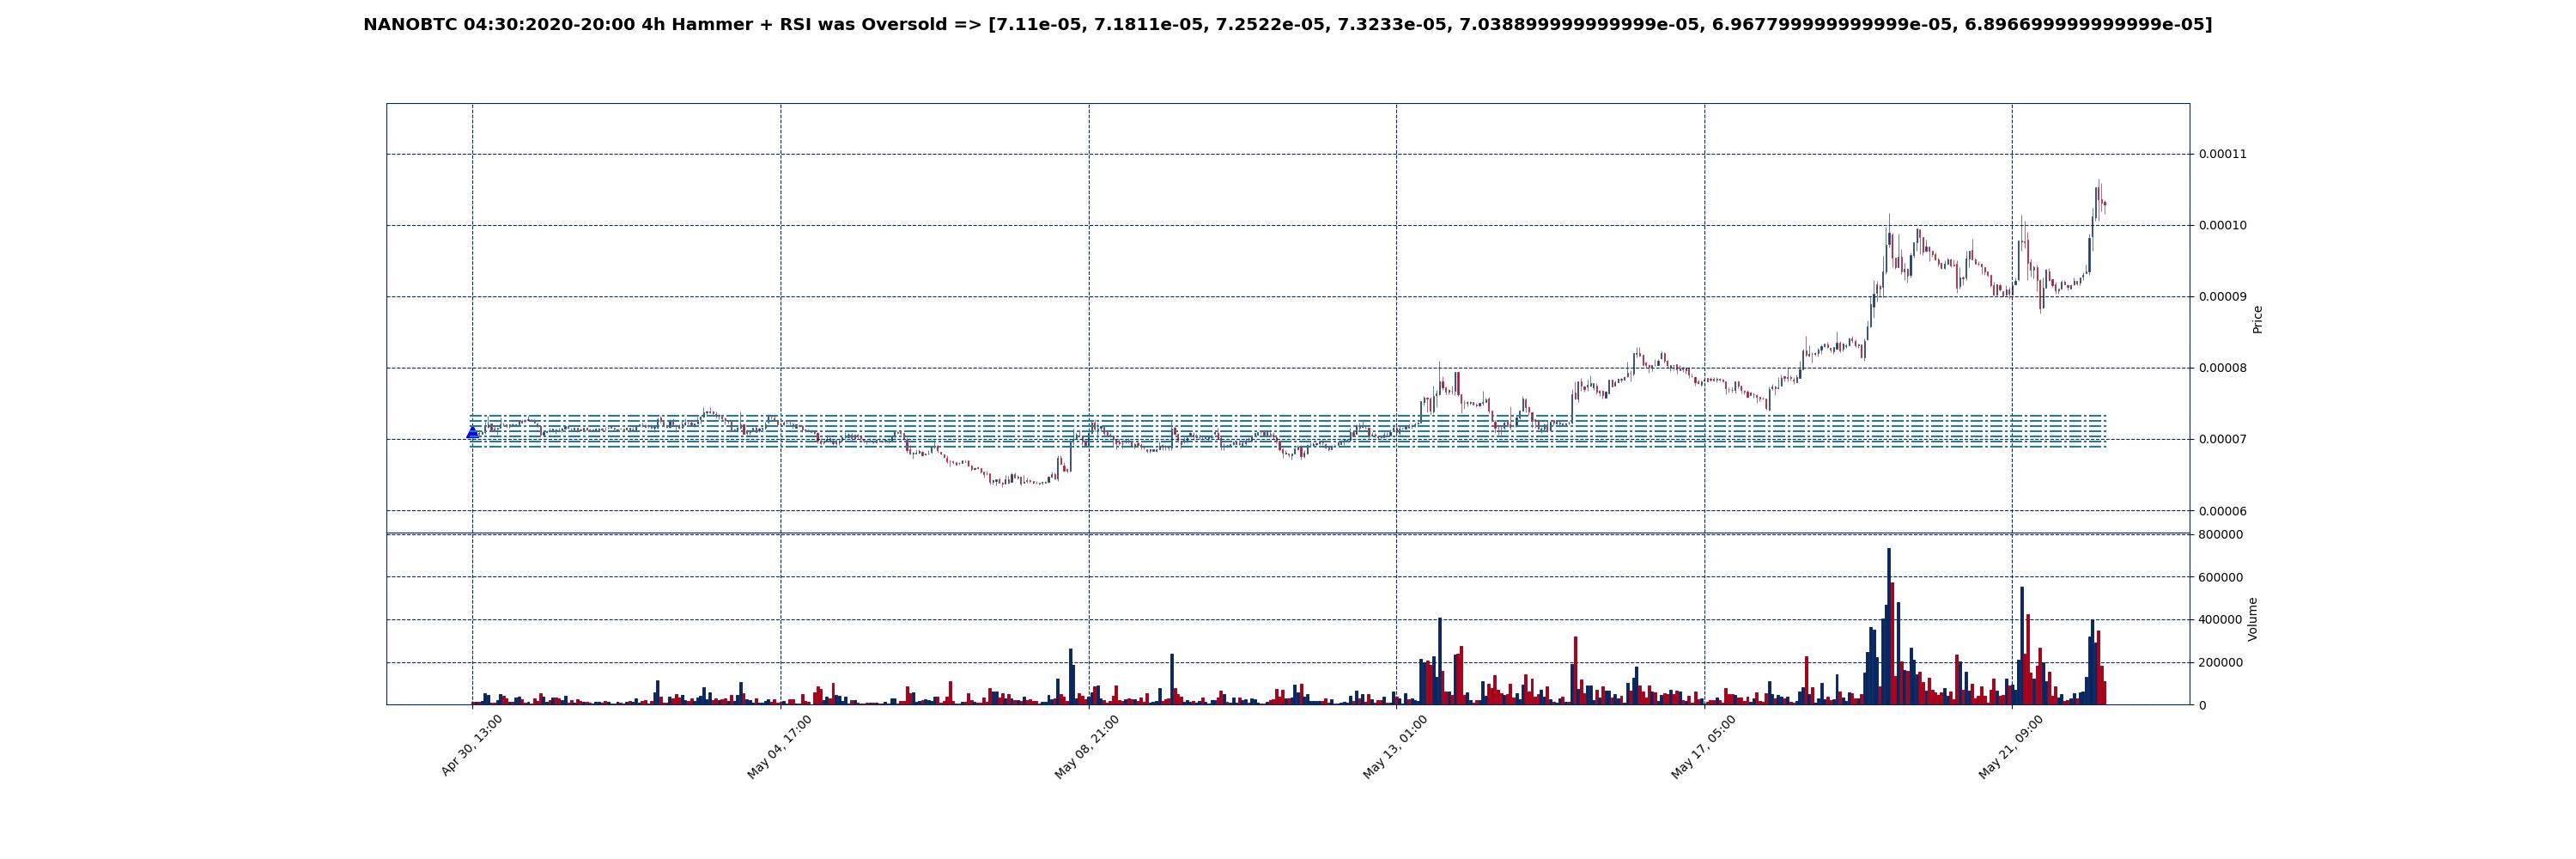 NANOBTC 04:30:2020-20:00 4h Hammer + RSI was Oversold => [7.11e-05, 7.1811e-05, 7.2522e-05, 7.3233e-05, 7.038899999999999e-05, 6.967799999999999e-05, 6.896699999999999e-05]
0.00011
0.00010
0.00009
Price
0.00008
0.00007
0.00006
800000
600000
Volume
400000
200000
0
Apr 30, 13:00
May 04, 17:00
May 08, 21:00
May 13, 01:00
May 17, 05:00
May 21, 09:00